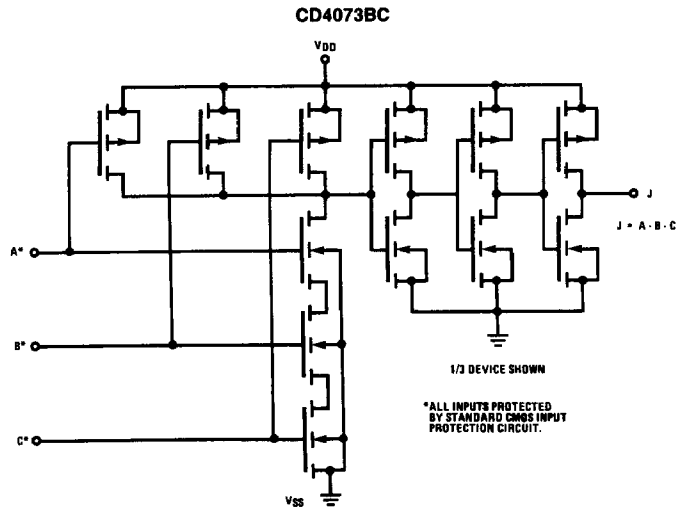 CD4073BC
VDD
J
J = A · B · C
A*
B*
1/3 DEVICE SHOWN
*ALL INPUTS PROTECTED
BY STANDARD CMOS INPUT
PROTECTION CIRCUIT.
C*
VSS